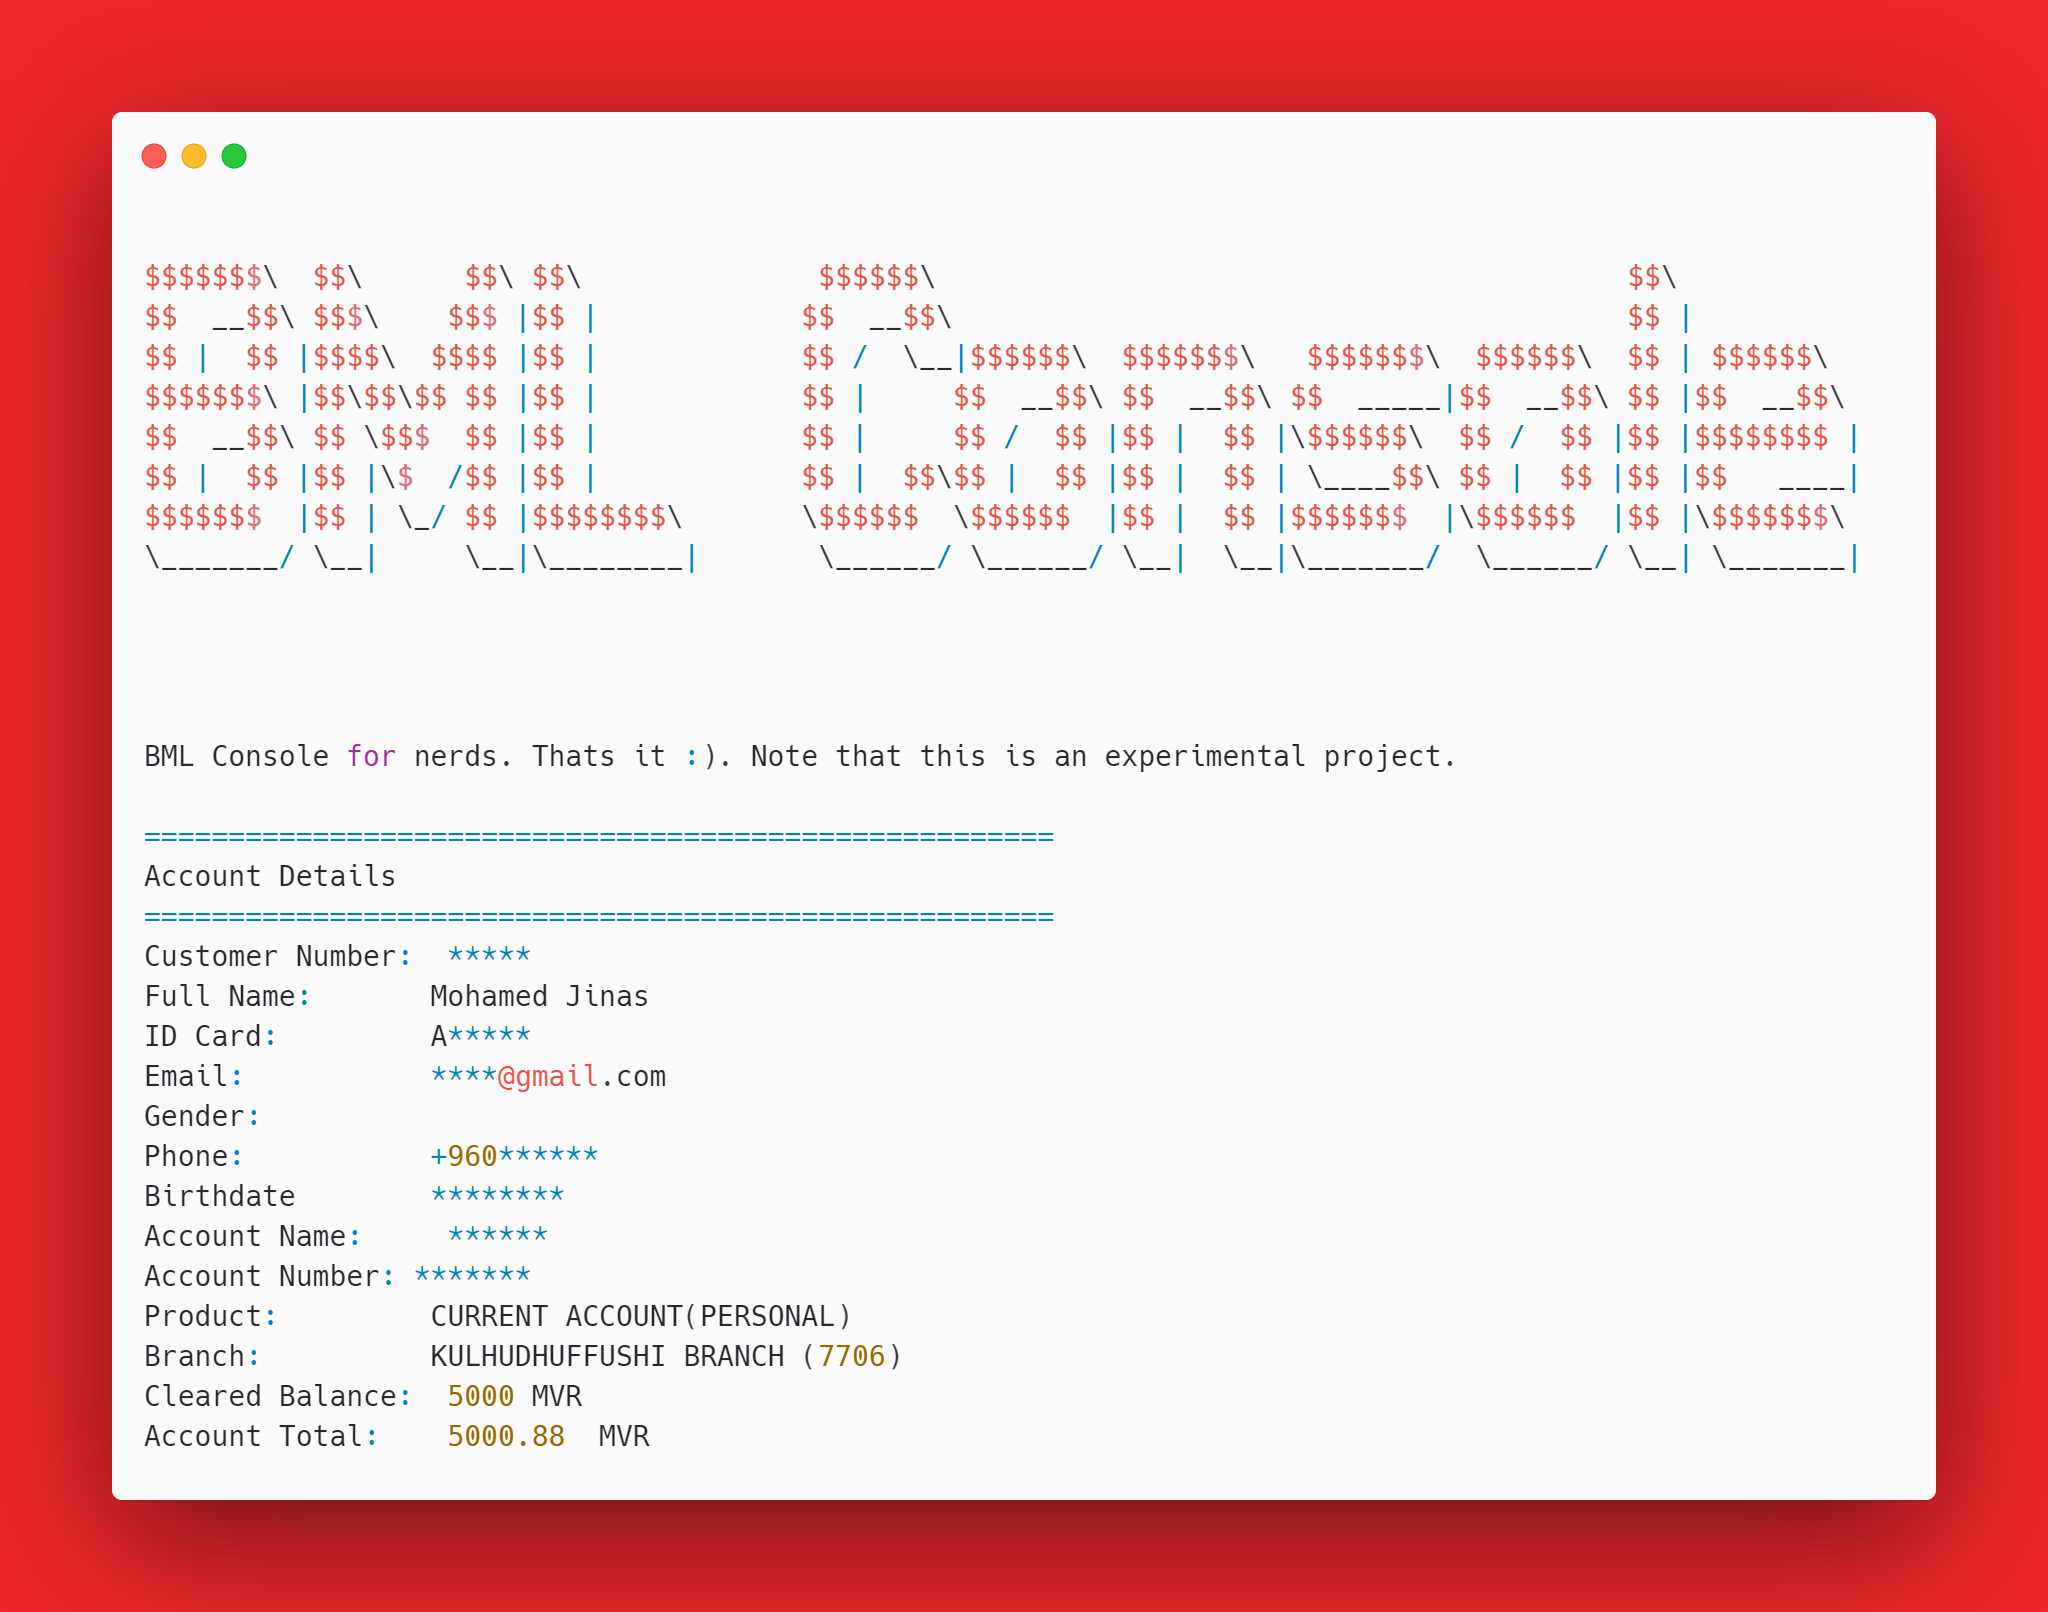 $$$$$$$\  $$\      $$\ $$\              $$$$$$\                                         $$\
$$  __$$\ $$$\    $$$ |$$ |            $$  __$$\                                        $$ |
$$ |  $$ |$$$$\  $$$$ |$$ |            $$ /  \__|$$$$$$\  $$$$$$$\   $$$$$$$\  $$$$$$\  $$ | $$$$$$\
$$$$$$$\ |$$\$$\$$ $$ |$$ |            $$ |     $$  __$$\ $$  __$$\ $$  _____|$$  __$$\ $$ |$$  __$$\
$$  __$$\ $$ \$$$  $$ |$$ |            $$ |     $$ /  $$ |$$ |  $$ |\$$$$$$\  $$ /  $$ |$$ |$$$$$$$$ |
$$ |  $$ |$$ |\$  /$$ |$$ |            $$ |  $$\$$ |  $$ |$$ |  $$ | \____$$\ $$ |  $$ |$$ |$$   ____|
$$$$$$$  |$$ | \_/ $$ |$$$$$$$$\       \$$$$$$  \$$$$$$  |$$ |  $$ |$$$$$$$  |\$$$$$$  |$$ |\$$$$$$$\
\_______/ \__|     \__|\________|       \______/ \______/ \__|  \__|\_______/  \______/ \__| \_______|
BML Console for nerds. Thats it :). Note that this is an experimental project.
======================================================
Account Details
======================================================
Customer Number:  *****
Full Name:       Mohamed Jinas
ID Card:         A*****
Email:           ****@gmail.com
Gender:
Phone:           +960******
Birthdate        ********
Account Name:     ******
Account Number: *******
Product:         CURRENT ACCOUNT(PERSONAL)
Branch:          KULHUDHUFFUSHI BRANCH (7706)
Cleared Balance:  5000 MVR
Account Total:    5000.88  MVR